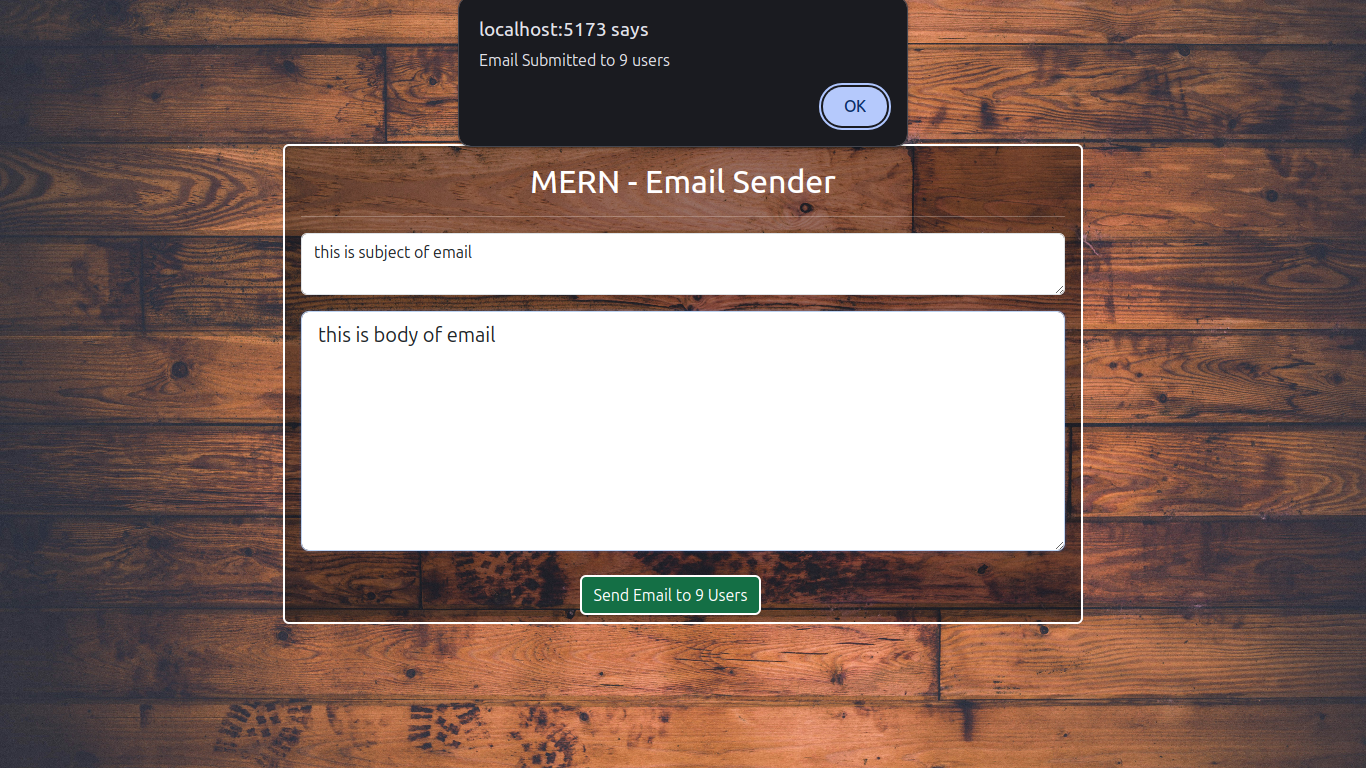 localhost:5173 says
Email Submitted to 9 users
OK
MERN - Email Sender
this is subject of email
this is body of email
Send Email to 9 Users